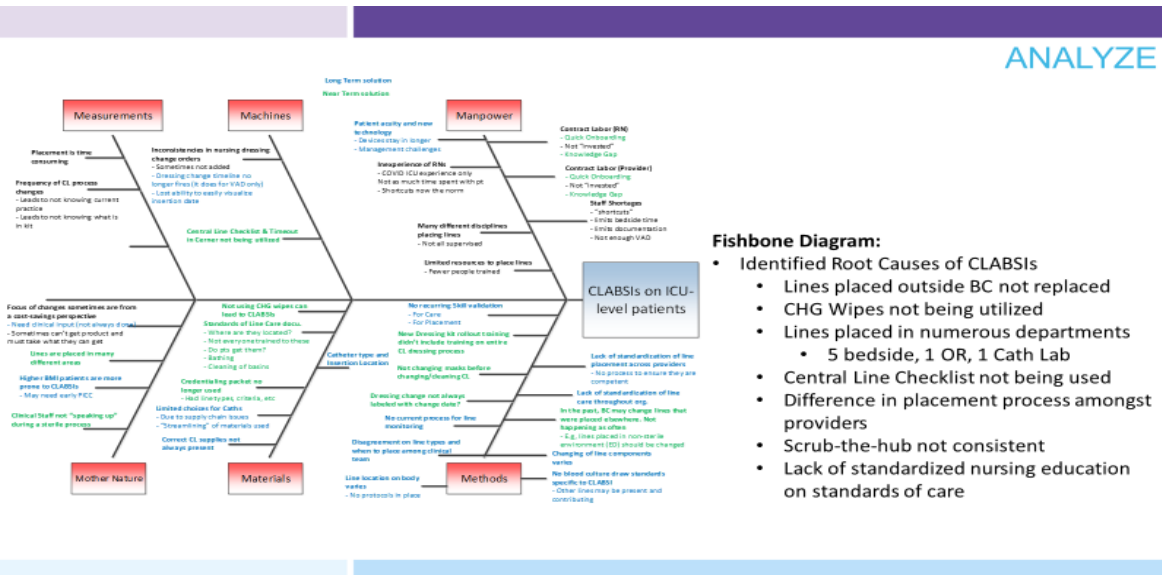 ANALYZE
Long Term solution
Near Term solution
Measurements
Machines
Manpower
Placement is time
consuming
Frequency of CL process
changes
- Leads to not knowing current
practice
- Leads to not knowing what is
in kit
Inconsistencies in nursing dressing
change orders
- Sometimes not added
- Dressing change timeline no
longer fires (it does for VAD only)
- Lost ability to easily visualize
insertion date
Central Line Checklist & Timeout
in Cerner not being utilized
Patient acuity and new
technology
- Devices stay in longer
- Management challenges
Inexperience of RNs
- COVID ICU experience only
Not as much time spent with pt
- Shortcuts now the norm
Many different disciplines
placing lines
- Not all supervised
Limited resources to place lines
- Fewer people trained
Contract Labor (RN)
- Quick Onboarding
- Not "Invested"
- Knowledge Gap
Contract Labor (Provider)
- Quick Onboarding
- Not "Invested"
- Knowledge Gap
Staff Shortages
- "shortcuts"
- limits bedside time
- limits documentation
- Not enough VAD
CLABSIs on ICU-
level patients
Focus of changes sometimes are from
a cost-savings perspective
- Need clinical input (not always done)
- Sometimes can't get product and
must take what they can get
Lines are placed in many
different areas
Higher BMI patients are more
prone to CLABSIs
- May need early PICC
Clinical Staff not "speaking up"
during a sterile process
Not using CHG wipes can
lead to CLABSIs
Standards of Line Care docu.
- Where are they located?
- Not everyone trained to these
- Do pts get them?
- Bathing
- Cleaning of basins
Credentialing packet no
longer used
- Had line types, criteria, etc
Limited choices for Caths
- Due to supply chain issues
- "Streamlining" of materials used
Correct CL supplies not
always present
Catheter type and
Insertion Location
No recurring Skill validation
- For Care
- For Placement
New Dressing kit rollout training
didn't include training on entire
CL dressing process
Not changing masks before
changing/cleaning CL
Dressing change not always
labeled with change date?
No current process for line
monitoring
Disagreement on line types and
when to place among clinical
team
Line location on body
varies
- No protocols in place
Lack of standardization of line
placement across providers
- No process to ensure they are
competent
Lack of standardization of line
care throughout org.
In the past, BC may change lines that
were placed elsewhere. Not
happening as often
- E.g, lines placed in non-sterile
environment (ED) should be changed
Changing of line components
varies
No blood culture draw standards
specific to CLABSI
- Other lines may be present and
contributing
Mother Nature
Materials
Methods
Fishbone Diagram:
• Identified Root Causes of CLABSIs
• Lines placed outside BC not replaced
• CHG Wipes not being utilized
• Lines placed in numerous departments
• 5 bedside, 1 OR, 1 Cath Lab
• Central Line Checklist not being used
• Difference in placement process amongst
providers
• Scrub-the-hub not consistent
• Lack of standardized nursing education
on standards of care